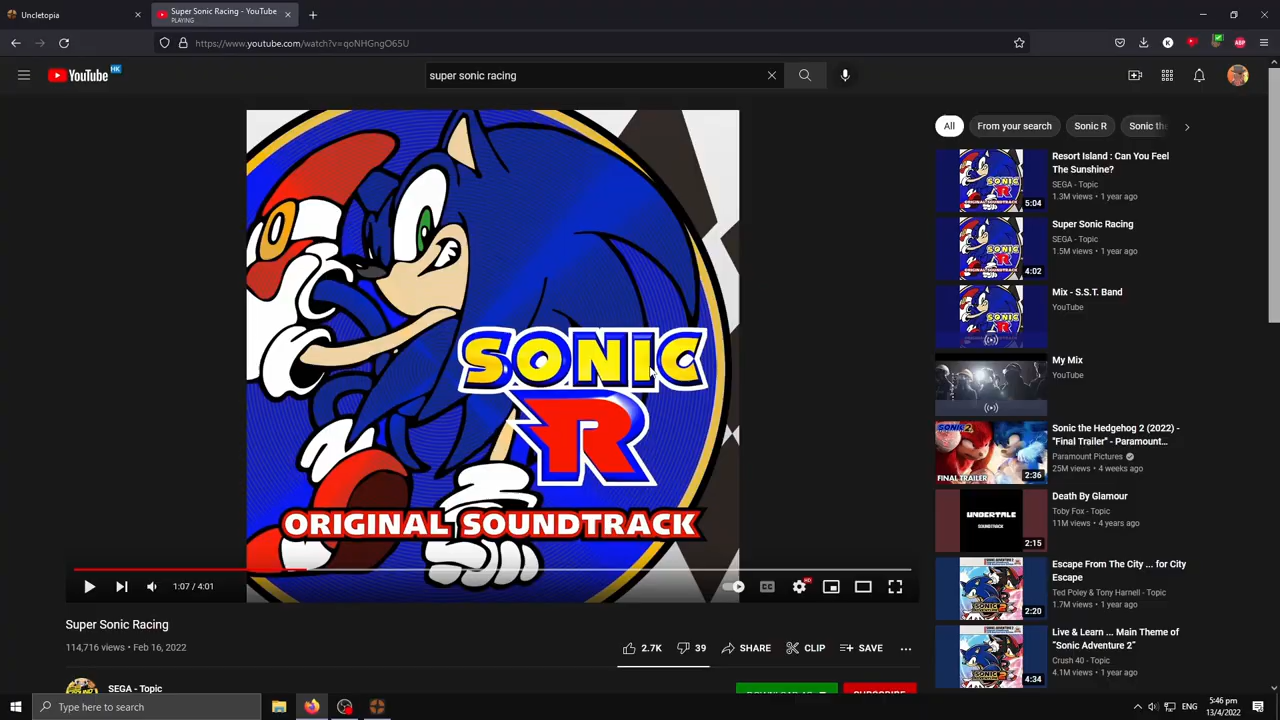 Uncletopia
Super Sonic Racing - YouTube
PLAYING
https://www.youtube.com/watch?v=qoNHGngO65U
YouTube HK
super sonic racing
SONIC
R
ORIGINAL SOUNDTRACK
1:07 / 4:01
HD
Super Sonic Racing
114,716 views • Feb 16, 2022
2.7K
39
SHARE
CLIP
SAVE
SEGA - Topic
SUBSCRIBE
All
From your search
Sonic R
Sonic the
Resort Island : Can You Feel
The Sunshine?
SEGA - Topic
1.3M views • 1 year ago
5:04
Super Sonic Racing
SEGA - Topic
1.5M views • 1 year ago
4:02
Mix - S.S.T. Band
YouTube
My Mix
YouTube
Sonic the Hedgehog 2 (2022) -
"Final Trailer" - Paramount...
Paramount Pictures
25M views • 4 weeks ago
FINAL TRAILER
2:36
Death By Glamour
Toby Fox - Topic
11M views • 4 years ago
UNDERTALE
SOUNDTRACK
2:15
Escape From The City ... for City
Escape
Ted Poley & Tony Harnell - Topic
1.7M views • 1 year ago
2:20
Live & Learn ... Main Theme of
"Sonic Adventure 2"
Crush 40 - Topic
4.1M views • 1 year ago
4:34
Type here to search
ENG
5:46 pm
13/4/2022